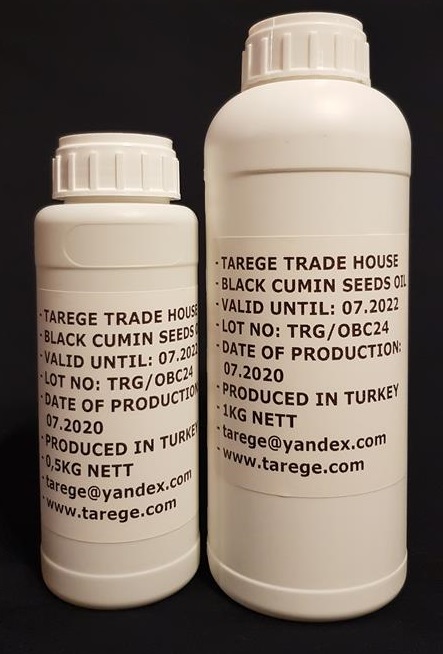 - TAREGE TRADE HOUSE
- BLACK CUMIN SEEDS O
- VALID UNTIL: 07.2022
- LOT NO: TRG/OBC24
- DATE OF PRODUCTION
07.2020
- PRODUCED IN TURKEY
- 0,5KG NETT
- tarege@yandex.com
- www.tarege.com
- TAREGE TRADE HOUSE
- BLACK CUMIN SEEDS OIL
- VALID UNTIL: 07.2022
- LOT NO: TRG/OBC24
- DATE OF PRODUCTION:
07.2020
- PRODUCED IN TURKEY
- 1KG NETT
- tarege@yandex.com
- www.tarege.com